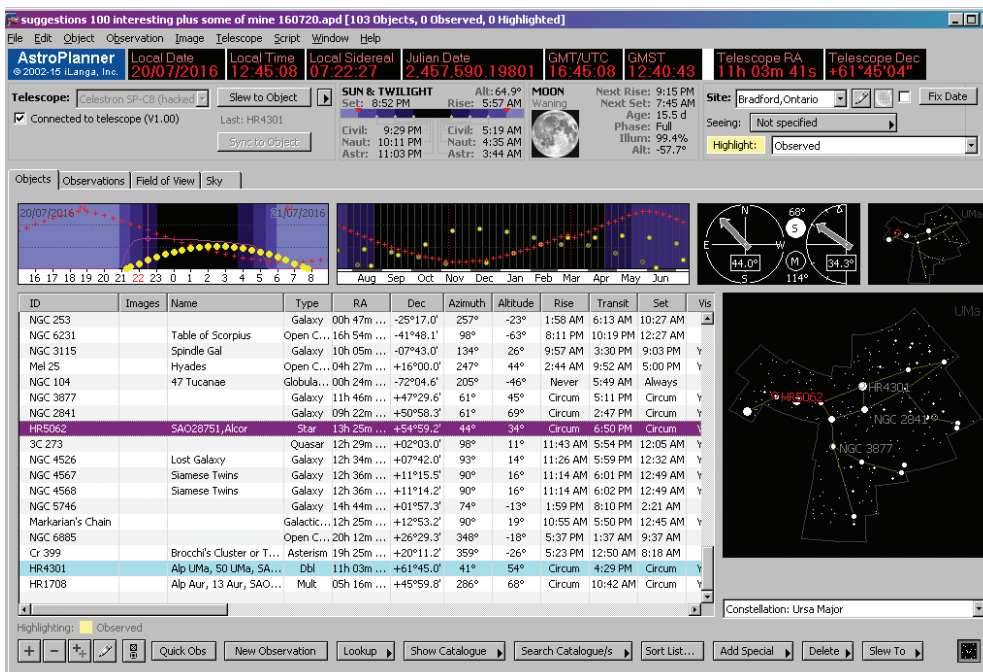 suggestions 100 interesting plus some of mine 160720.apd [103 Objects, 0 Observed, 0 Highlighted]
File Edit Object Observation Image Telescope Script Window Help
AstroPlanner
© 2002-15 iLanga, Inc.
Local Date 20/07/2016
Local Time 12:45:08
Local Sidereal 07:22:27
Julian Date 2,457,590.19801
GMT/UTC 16:45:08
GMST 12:40:43
Telescope RA 11h 03m 41s
Telescope Dec +61°45'04"
Telescope: Celestron SP-C8 (hacked
Slew to Object
Connected to telescope (V1.00)
Last: HR4301
Sync to Object
SUN & TWILIGHT Alt:64.9°
Set: 8:52 PM Rise: 5:57 AM
Civil: 9:29 PM Civil: 5:19 AM
Naut: 10:11 PM Naut: 4:35 AM
Astr: 11:03 PM Astr: 3:44 AM
MOON Next Rise: 9:15 PM
Waning Next Set: 7:45 AM
Age: 15.5 d
Phase: Full
Illum: 99.4%
Alt: -57.7°
Site: Bradford,Ontario Fix Date
Seeing: Not specified
Highlight: Observed
Objects Observations Field of View Sky
20/07/2016 21/07/2016
16 17 18 19 20 21 22 23 0 1 2 3 4 5 6 7 8
Aug Sep Oct Nov Dec Jan Feb Mar Apr May Jun
N E W S 44.0°
68° S M 114°
34.3°
UMa
ID Images Name Type RA Dec Azimuth Altitude Rise Transit Set Vis
NGC 253 Galaxy 00h 47m ... -25°17.0' 257° -23° 1:58 AM 6:13 AM 10:27 AM
NGC 6231 Table of Scorpius Open C... 16h 54m ... -41°48.1' 98° -63° 8:11 PM 10:19 PM 12:27 AM
NGC 3115 Spindle Gal Galaxy 10h 05m ... -07°43.0' 134° 26° 9:57 AM 3:30 PM 9:03 PM Y
Mel 25 Hyades Open C... 04h 27m ... +16°00.0' 247° 44° 2:44 AM 9:52 AM 5:00 PM Y
NGC 104 47 Tucanae Globula... 00h 24m ... -72°04.6' 205° -46° Never 5:49 AM Always
NGC 3877 Galaxy 11h 46m ... +47°29.6' 61° 45° Circum 5:11 PM Circum Y
NGC 2841 Galaxy 09h 22m ... +50°58.3' 61° 69° Circum 2:47 PM Circum Y
HR5062 SAO28751,Alcor Star 13h 25m ... +54°59.2' 44° 34° Circum 6:50 PM Circum Y
3C 273 Quasar 12h 29m ... +02°03.0' 98° 11° 11:43 AM 5:54 PM 12:05 AM Y
NGC 4526 Lost Galaxy Galaxy 12h 34m ... +07°42.0' 93° 14° 11:26 AM 5:59 PM 12:32 AM Y
NGC 4567 Siamese Twins Galaxy 12h 36m ... +11°15.5' 90° 16° 11:14 AM 6:01 PM 12:49 AM Y
NGC 4568 Siamese Twins Galaxy 12h 36m ... +11°14.2' 90° 16° 11:14 AM 6:02 PM 12:49 AM Y
NGC 5746 Galaxy 14h 44m ... +01°57.3' 74° -13° 1:59 PM 8:10 PM 2:21 AM
Markarian's Chain Galactic... 12h 25m ... +12°53.2' 90° 19° 10:55 AM 5:50 PM 12:45 AM Y
NGC 6885 Open C... 20h 12m ... +26°29.3' 348° -18° 5:37 PM 1:37 AM 9:37 AM
Cr 399 Brocchi's Cluster or T... Asterism 19h 25m ... +20°11.2' 359° -26° 5:23 PM 12:50 AM 8:18 AM
HR4301 Alp UMa, 50 UMa, SA... Dbl 11h 03m ... +61°45.0' 41° 54° Circum 4:29 PM Circum Y
HR1708 Alp Aur, 13 Aur, SAO... Mult 05h 16m ... +45°59.8' 286° 68° Circum 10:42 AM Circum Y
UMa
HR4301
HR5062
NGC 2841
NGC 3877
Constellation: Ursa Major
Highlighting: Observed
Quick Obs New Observation Lookup Show Catalogue Search Catalogue/s Sort List... Add Special Delete Slew To